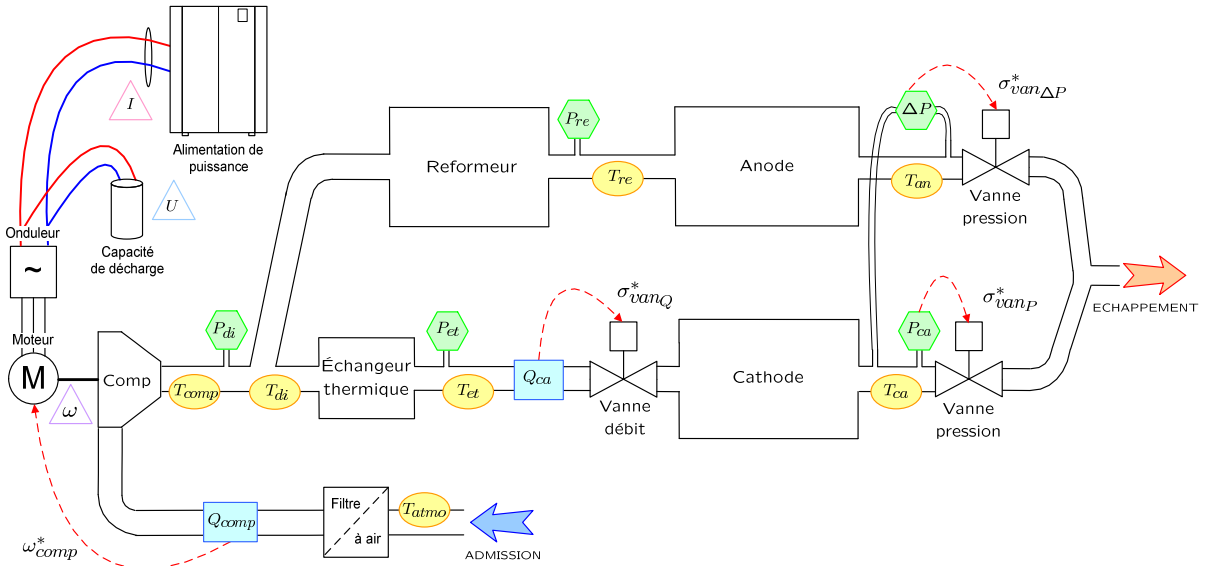 I
Alimentation de
puissance
U
Capacité
de décharge
Onduleur
~
Moteur
M
ω
Comp
T_comp
P_di
T_di
Échangeur
thermique
P_et
T_et
Q_ca
σ*_van_Q
Vanne
débit
Cathode
P_ca
T_ca
σ*_van_P
Vanne
pression
Reformeur
P_re
T_re
Anode
ΔP
T_an
σ*_van_ΔP
Vanne
pression
ECHAPPEMENT
ω*_comp
Q_comp
Filtre
à air
T_atmo
ADMISSION